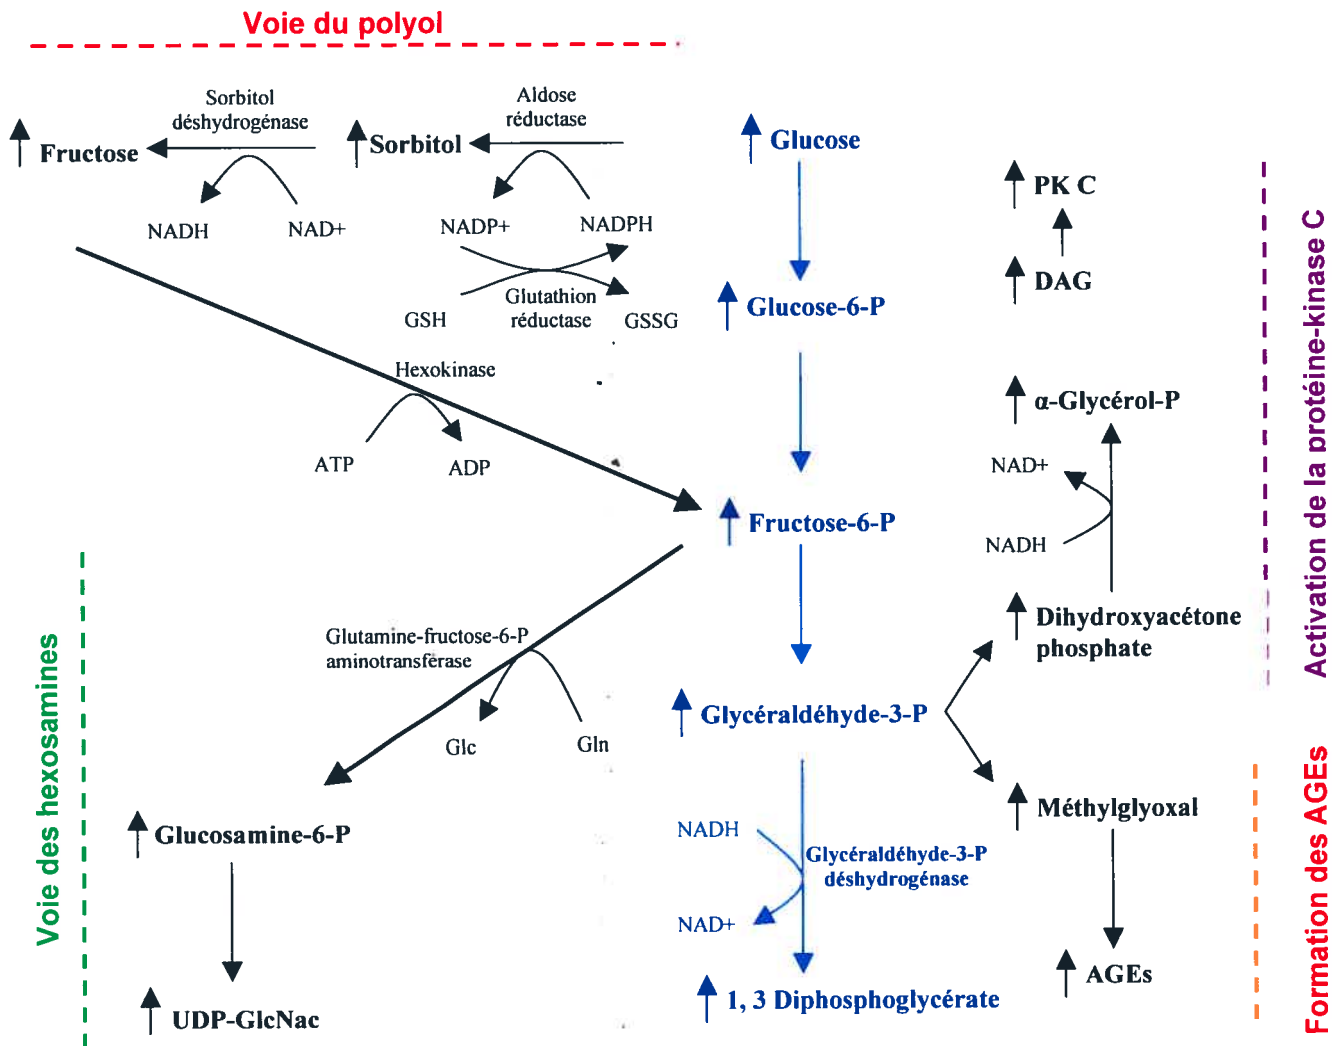 Voie du polyol
Sorbitol
déshydrogénase
Fructose
NADH
NAD+
Aldose
réductase
Sorbitol
NADP+
NADPH
Glutathion
réductase
GSH
GSSG
Hexokinase
ATP
ADP
Glucose
Glucose-6-P
Fructose-6-P
Glycéraldéhyde-3-P
NADH
Glycéraldéhyde-3-P
déshydrogénase
NAD+
1, 3 Diphosphoglycérate
PK C
DAG
α-Glycérol-P
NAD+
NADH
Dihydroxyacétone
phosphate
Méthylglyoxal
AGEs
Activation de la protéine-kinase C
Formation des AGEs
Voie des hexosamines
Glutamine-fructose-6-P
aminotransférase
Glc
Gln
Glucosamine-6-P
UDP-GlcNac